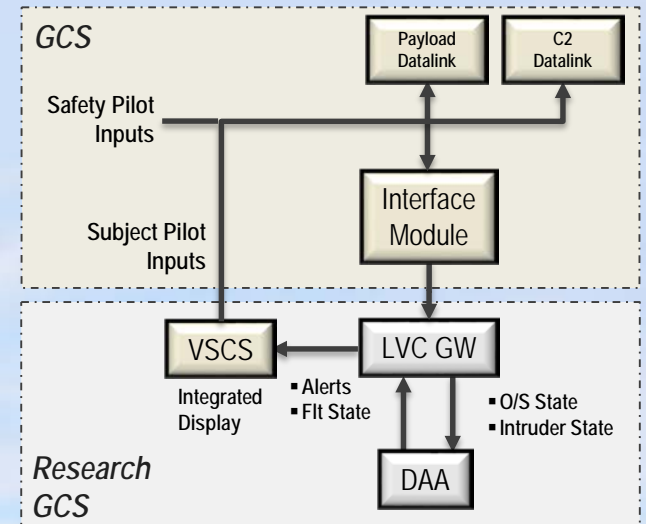 GCS
Payload
Datalink
C2
Datalink
Safety Pilot
Inputs
Interface
Module
Subject Pilot
Inputs
VSCS
LVC GW
Integrated
Display
▪ Alerts
▪ Flt State
▪ O/S State
▪ Intruder State
DAA
Research
GCS